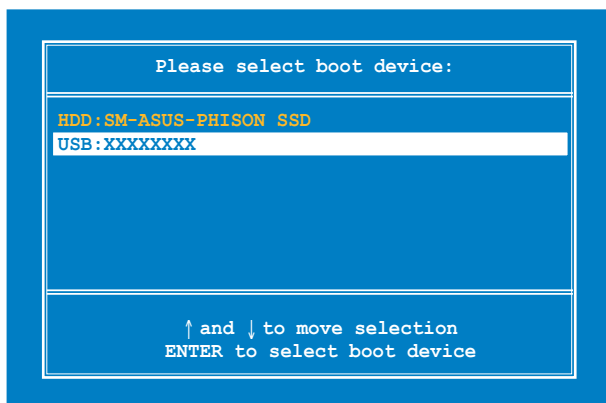 Please select boot device:
HDD:SM-ASUS-PHISON SSD
USB:XXXXXXXX
↑ and ↓ to move selection
ENTER to select boot device